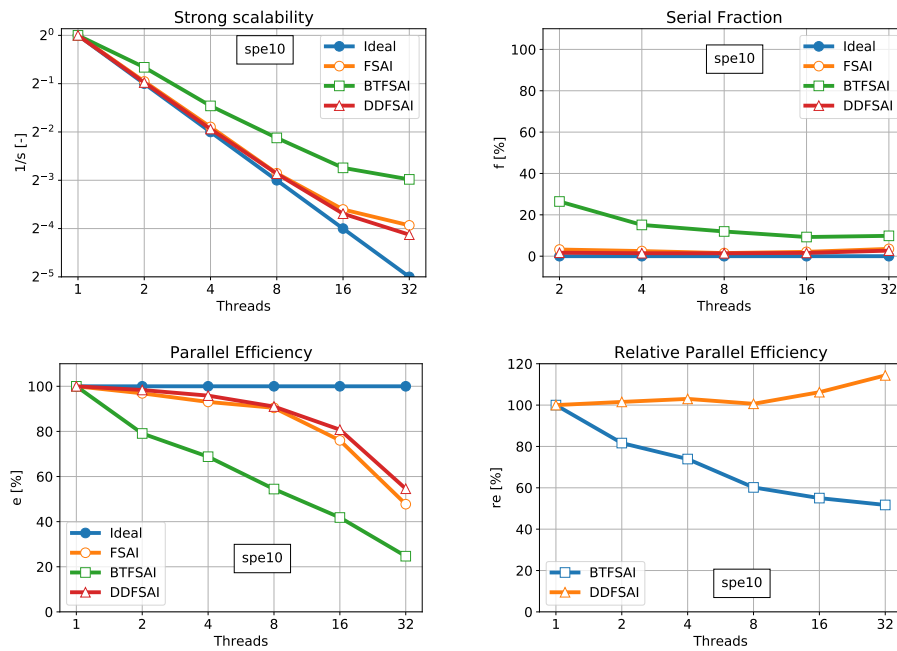 Strong scalability
2^0
2^-1
2^-2
2^-3
2^-4
2^-5
1/s [-]
spe10
Ideal
FSAI
BTFSAI
DDFSAI
1 2 4 8 16 32
Threads
Serial Fraction
100
80
60
40
20
0
f [%]
spe10
Ideal
FSAI
BTFSAI
DDFSAI
2 4 8 16 32
Threads
Parallel Efficiency
100
80
60
40
20
0
e [%]
Ideal
FSAI
BTFSAI
DDFSAI
spe10
1 2 4 8 16 32
Threads
Relative Parallel Efficiency
120
100
80
60
40
20
0
re [%]
BTFSAI
DDFSAI
spe10
1 2 4 8 16 32
Threads